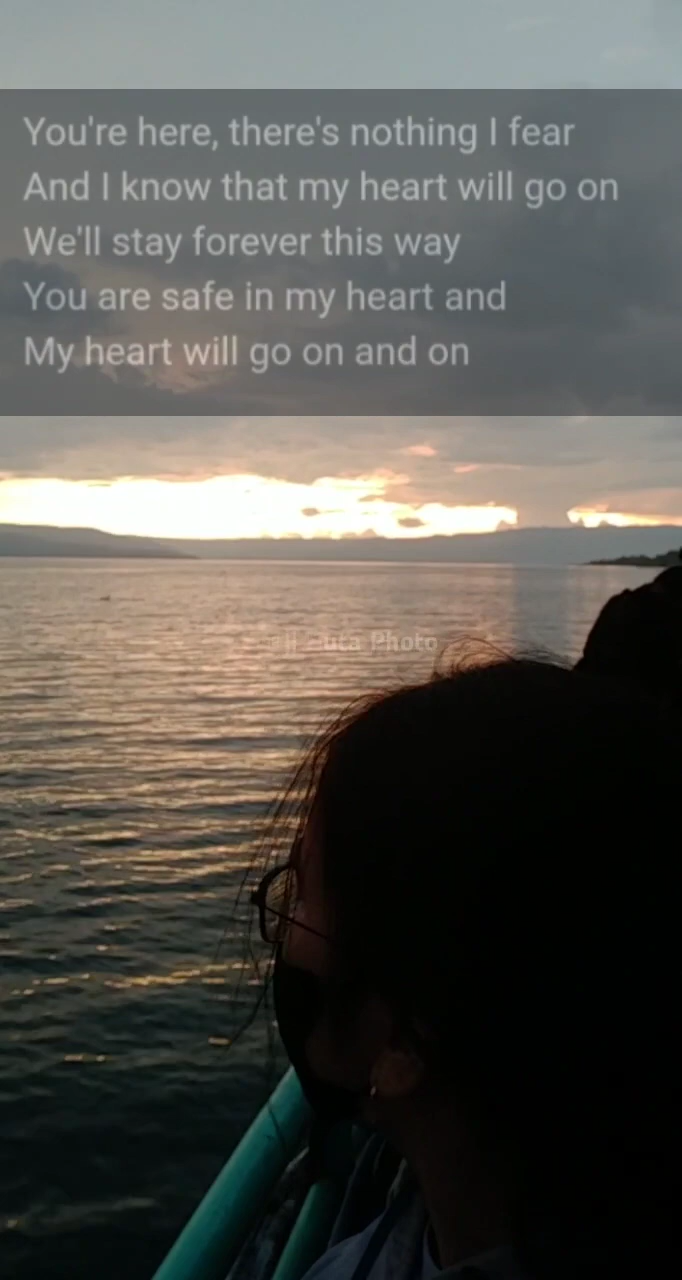 You're here, there's nothing I fear
And I know that my heart will go on
We'll stay forever this way
You are safe in my heart and
My heart will go on and on
Photo